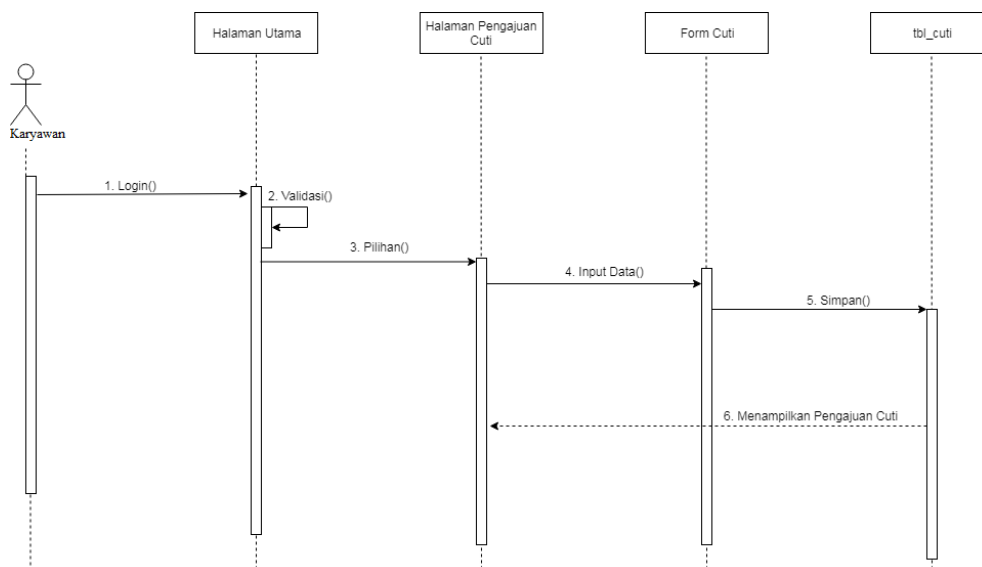 Halaman Utama
Halaman Pengajuan
Cuti
Form Cuti
tbl_cuti
Karyawan
1. Login()
2. Validasi()
3. Pilihan()
4. Input Data()
5. Simpan()
6. Menampilkan Pengajuan Cuti